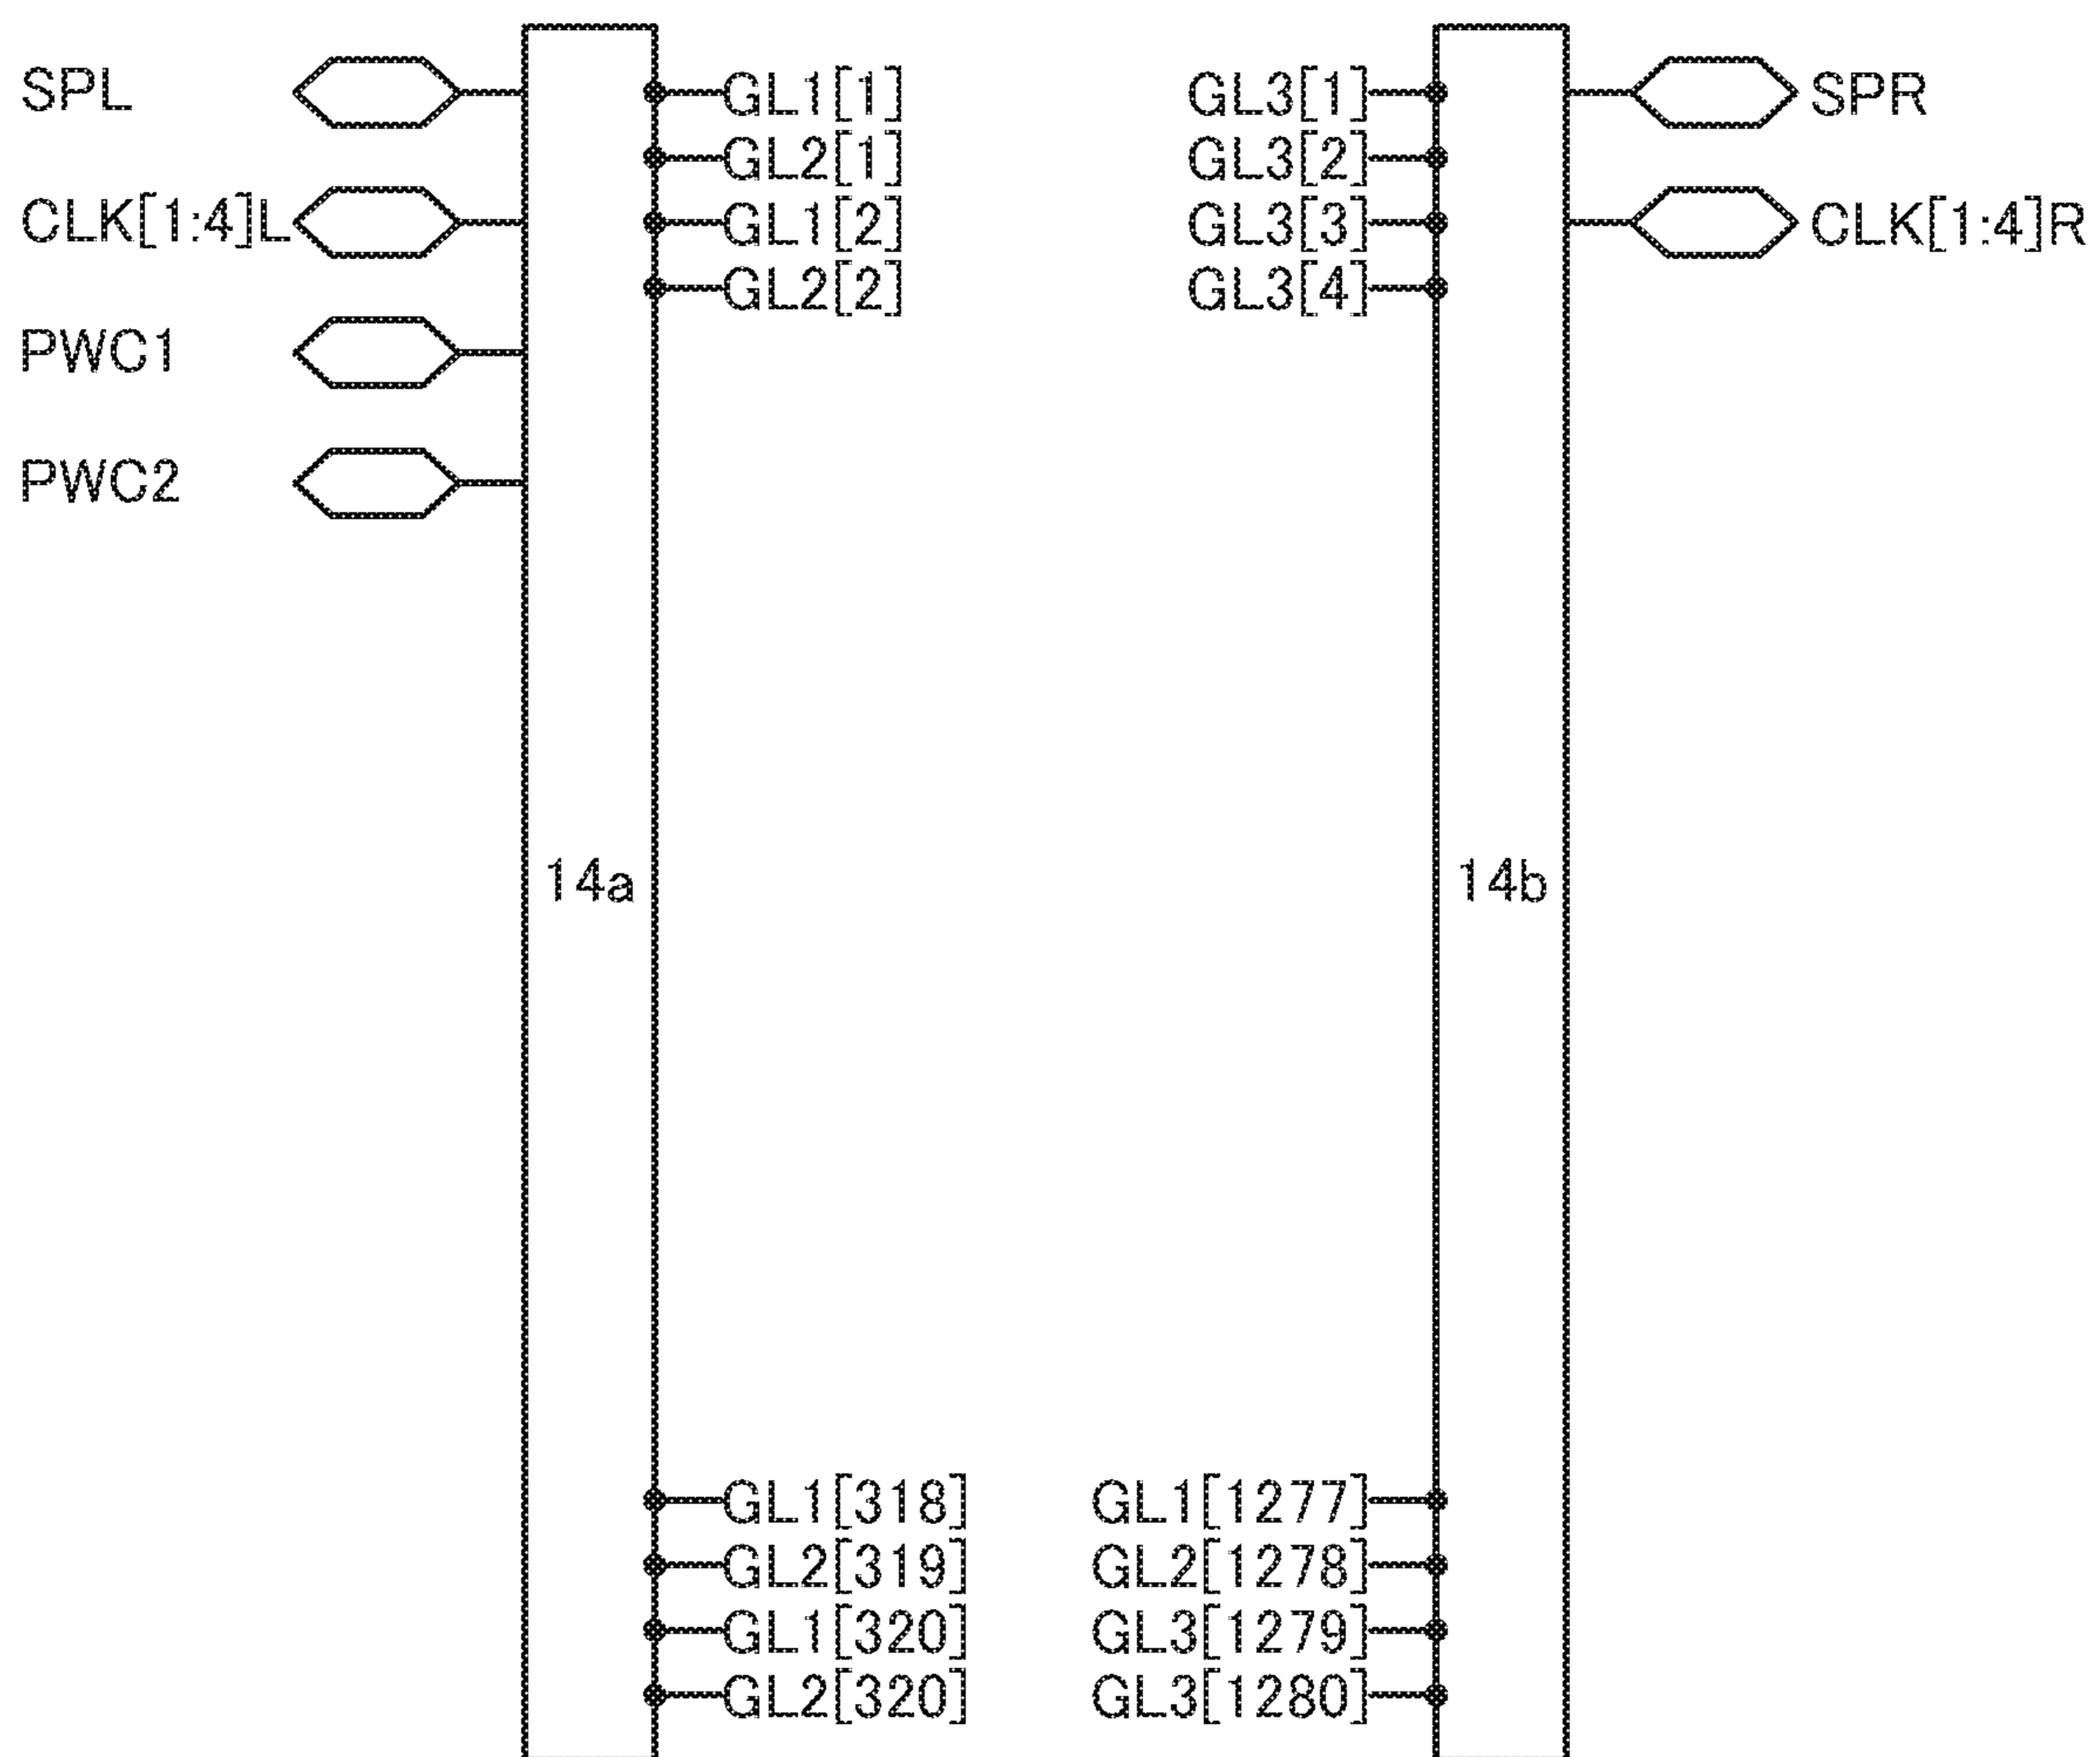 SPL
CLK[1:4]L
PWC1
PWC2
14a
GL1[1]
GL2[1]
GL1[2]
GL2[2]
GL1[318]
GL2[319]
GL1[320]
GL2[320]
GL3[1]
GL3[2]
GL3[3]
GL3[4]
GL1[1277]
GL2[1278]
GL3[1279]
GL3[1280]
14b
SPR
CLK[1:4]R